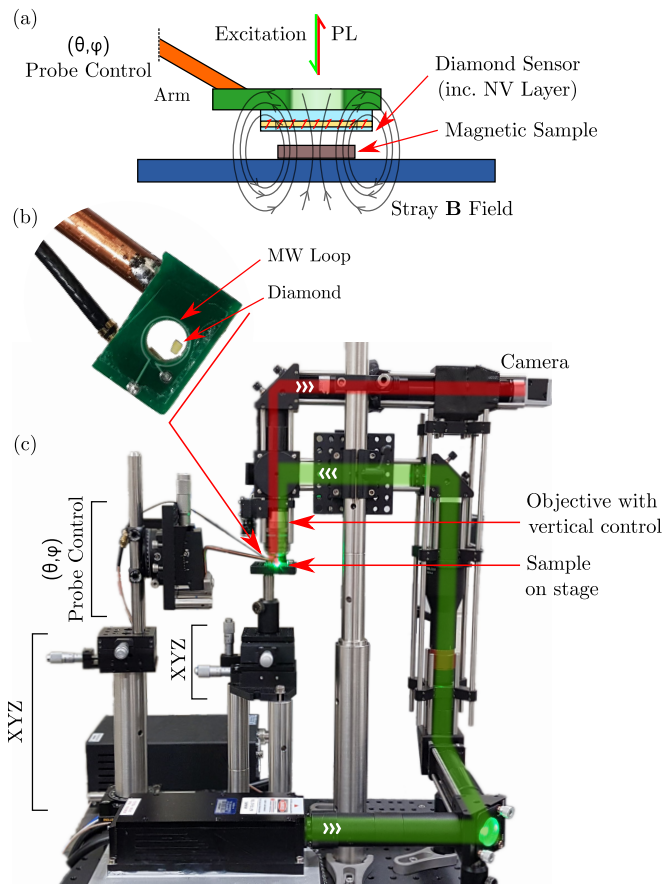 (a)
Excitation
PL
(θ,φ)
Probe Control
Arm
Diamond Sensor
(inc. NV Layer)
Magnetic Sample
Stray B Field
(b)
MW Loop
Diamond
(c)
Camera
(θ,φ)
Probe Control
Objective with
vertical control
Sample
on stage
XYZ
XYZ